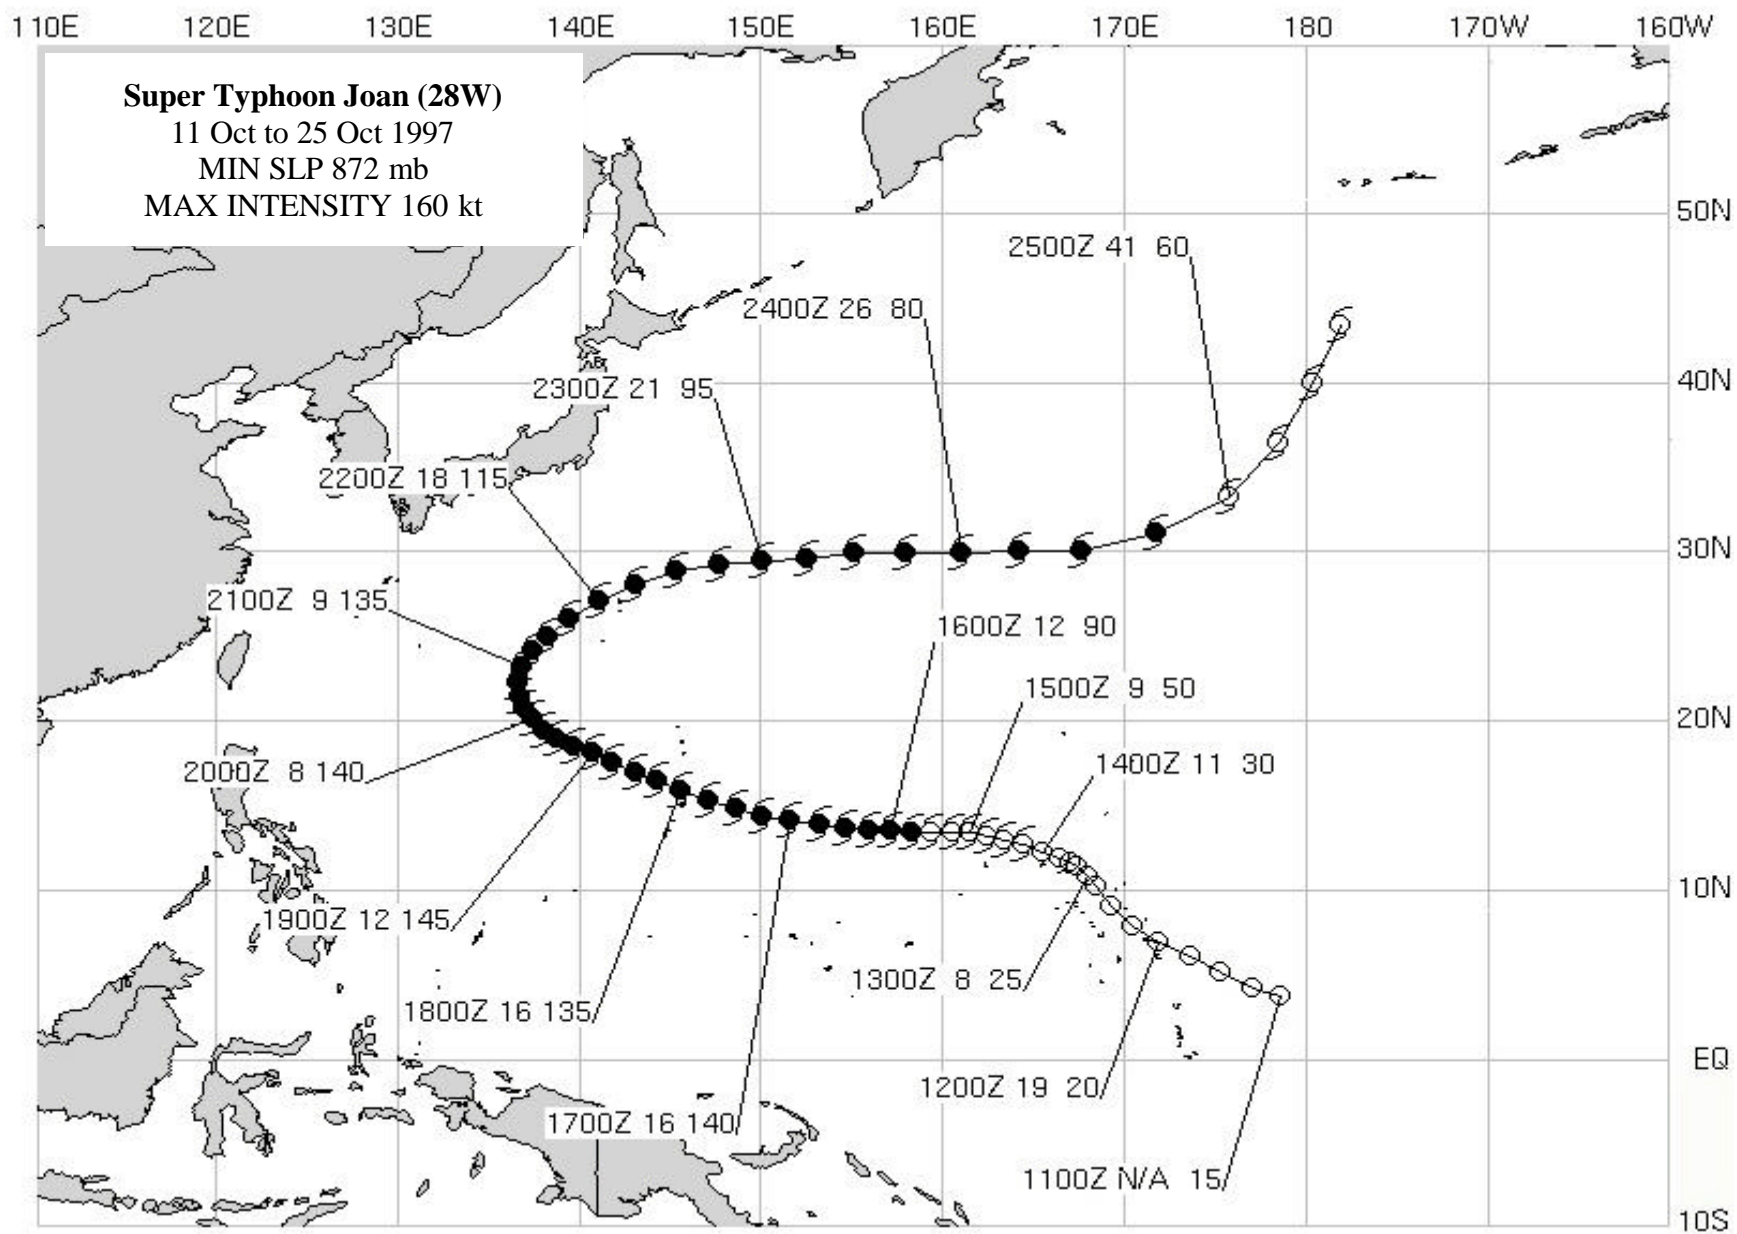 110E 120E 130E 140E 150E 160E 170E 180 170W 160W
Super Typhoon Joan (28W)
11 Oct to 25 Oct 1997
MIN SLP 872 mb
MAX INTENSITY 160 kt
50N
2500Z 41 60
2400Z 26 80
40N
2300Z 21 95
2200Z 18 115
30N
2100Z 9 135
1600Z 12 90
1500Z 9 50
20N
2000Z 8 140
1400Z 11 30
10N
1900Z 12 145
1300Z 8 25
1800Z 16 135
EQ
1200Z 19 20
1700Z 16 140
1100Z N/A 15
10S